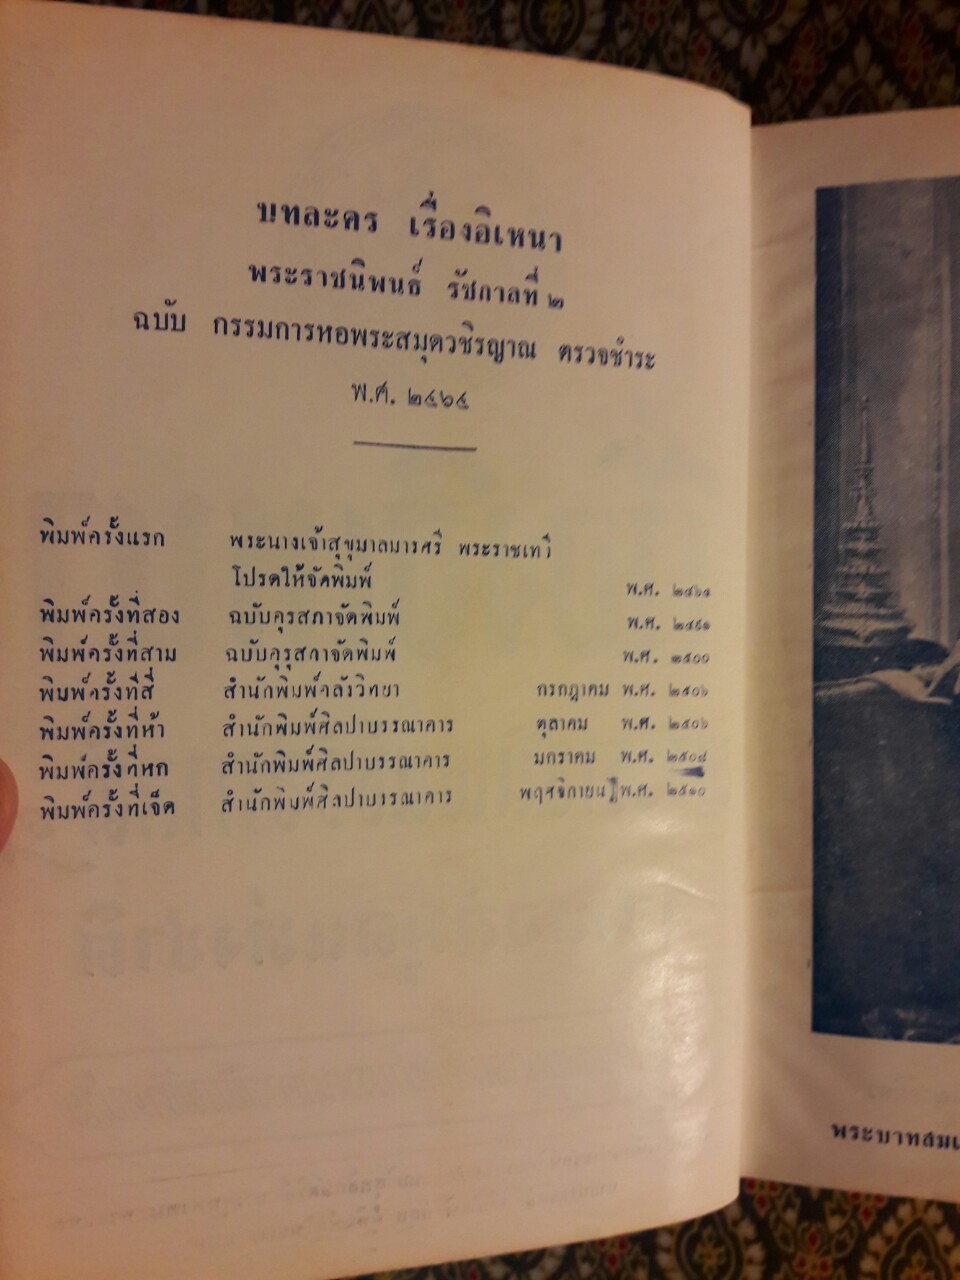 บทละคร เรื่องอิเหนา
พระราชนิพนธ์ รัชกาลที่ ๒
ฉบับ กรรมการหอพระสมุดวชิรญาณ ตรวจชำระ
พ.ศ. ๒๔๖๔
พิมพ์ครั้งแรก พระนางเจ้าสุขุมาลมารศรี พระราชเทวี
โปรดให้จัดพิมพ์ พ.ศ. ๒๔๖๔
พิมพ์ครั้งที่สอง ฉบับคุรุสภาจัดพิมพ์ พ.ศ. ๒๔๙๑
พิมพ์ครั้งที่สาม ฉบับคุรุสภาจัดพิมพ์ พ.ศ. ๒๕๐๐
พิมพ์ครั้งที่สี่ สำนักพิมพ์คลังวิทยา กรกฎาคม พ.ศ. ๒๕๐๖
พิมพ์ครั้งที่ห้า สำนักพิมพ์ศิลปาบรรณาคาร ตุลาคม พ.ศ. ๒๕๐๖
พิมพ์ครั้งที่หก สำนักพิมพ์ศิลปาบรรณาคาร มกราคม พ.ศ. ๒๕๐๘
พิมพ์ครั้งที่เจ็ด สำนักพิมพ์ศิลปาบรรณาคาร พฤศจิกายน พ.ศ. ๒๕๑๐
พระบาทสมเ